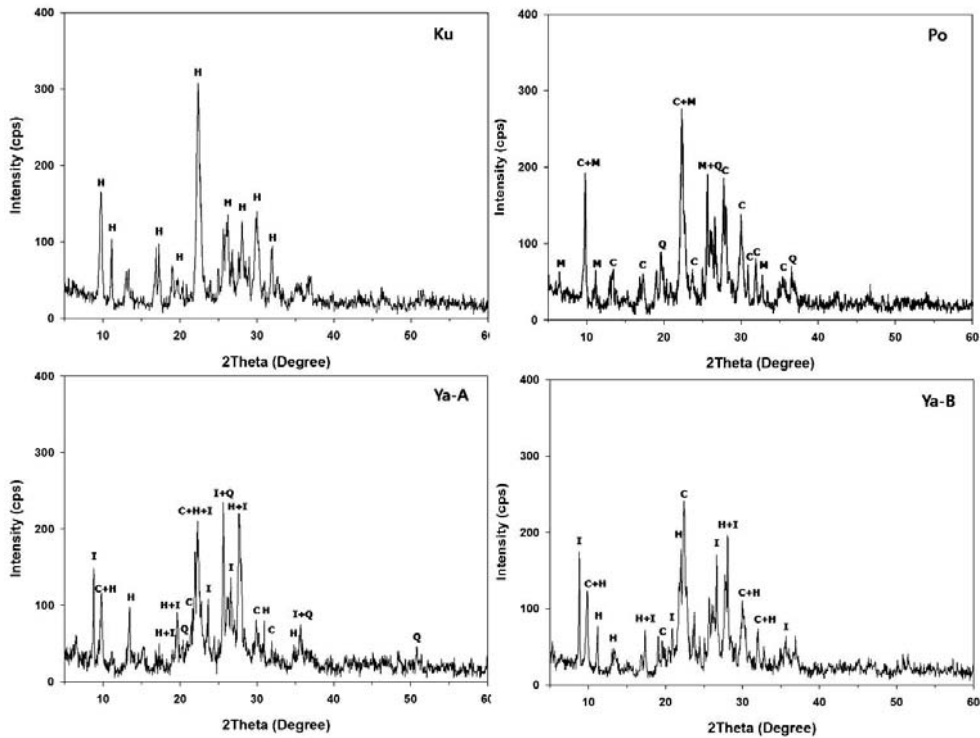 Ku
400
300
200
100
0
Intensity (cps)
H
H
H
H
H
H
H
H
H
H
10
20
30
40
50
60
2Theta (Degree)
Po
400
300
200
100
0
Intensity (cps)
M
C+M
M
C
C
Q
C+M
C
M+Q
C
C
C
C
M
C
Q
10
20
30
40
50
60
2Theta (Degree)
Ya-A
400
300
200
100
0
Intensity (cps)
I
C+H
H
H+I
H+I
Q
C
C+H+I
I
I+Q
I
H+I
C
H
C
H
I+Q
Q
10
20
30
40
50
60
2Theta (Degree)
Ya-B
400
300
200
100
0
Intensity (cps)
I
C+H
H
H
H+I
C
I
H
C
I
H+I
C+H
C+H
I
10
20
30
40
50
60
2Theta (Degree)